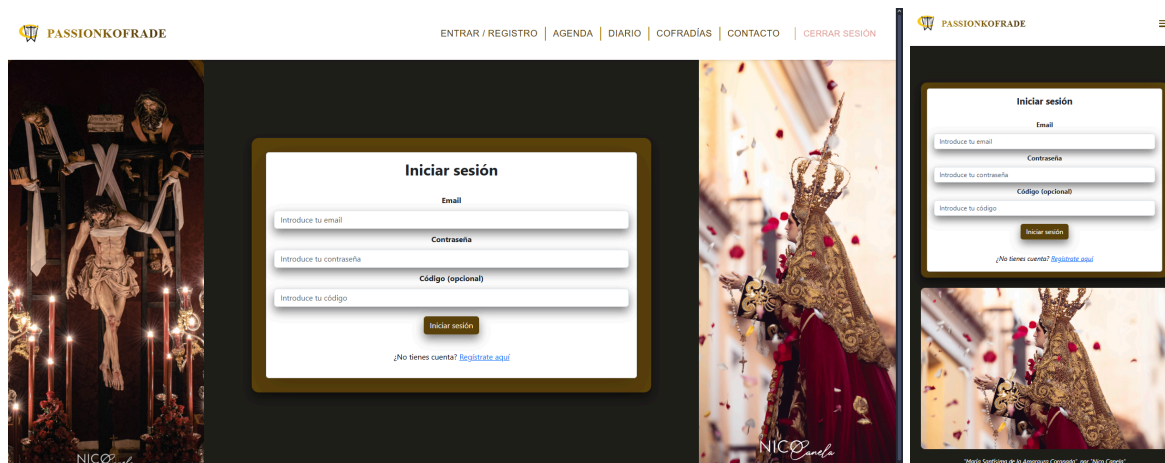 PASSIONKOFRADE
ENTRAR / REGISTRO | AGENDA | DIARIO | COFRADÍAS | CONTACTO | CERRAR SESIÓN
Iniciar sesión
Email
Introduce tu email
Contraseña
Introduce tu contraseña
Código (opcional)
Introduce tu código
Iniciar sesión
¿No tienes cuenta? Regístrate aquí
NICO Canela
NICO Canela
PASSIONKOFRADE
Iniciar sesión
Email
Introduce tu email
Contraseña
Introduce tu contraseña
Código (opcional)
Introduce tu código
Iniciar sesión
¿No tienes cuenta? Regístrate aquí
"María Santísima de la Amargura Coronada", por "Nico Canela"